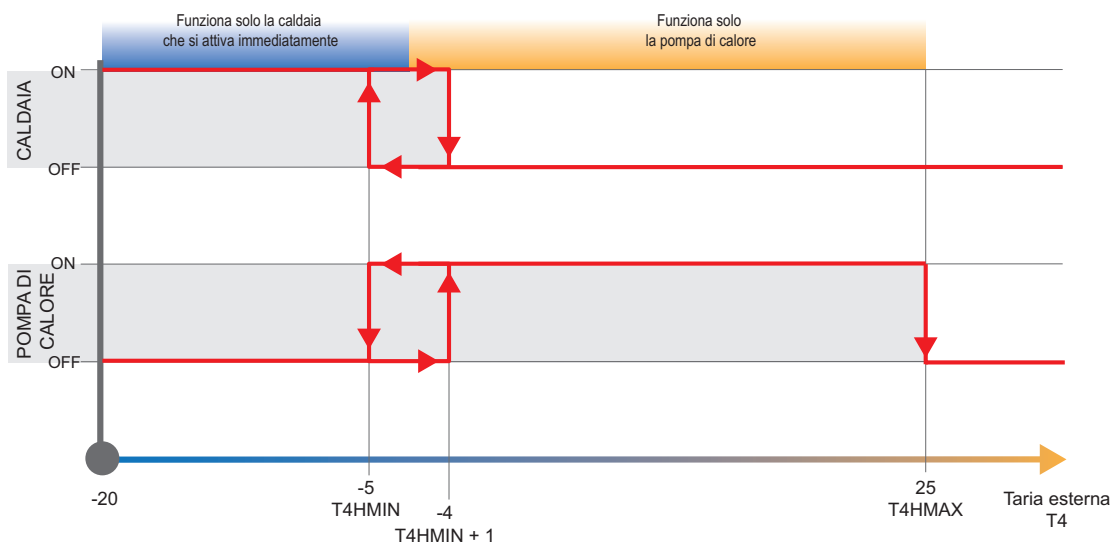 Funziona solo la caldaia
che si attiva immediatamente
Funziona solo
la pompa di calore
CALDAIA
ON
OFF
POMPA DI
CALORE
ON
OFF
-20
-5
T4HMIN
-4
T4HMIN + 1
25
T4HMAX
Taria esterna
T4